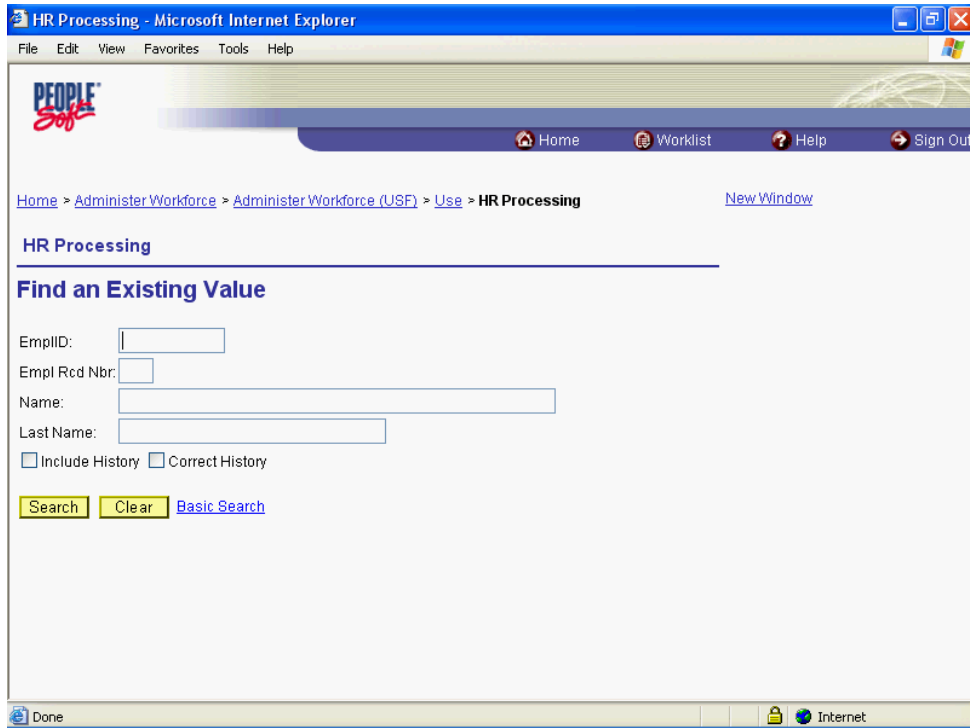 HR Processing - Microsoft Internet Explorer
File Edit View Favorites Tools Help
PEOPLE
Soft
Home Worklist Help Sign Out
Home > Administer Workforce > Administer Workforce (USF) > Use > HR Processing New Window
HR Processing
Find an Existing Value
EmplID:
Empl Rcd Nbr:
Name:
Last Name:
Include History Correct History
Search Clear Basic Search
Done Internet